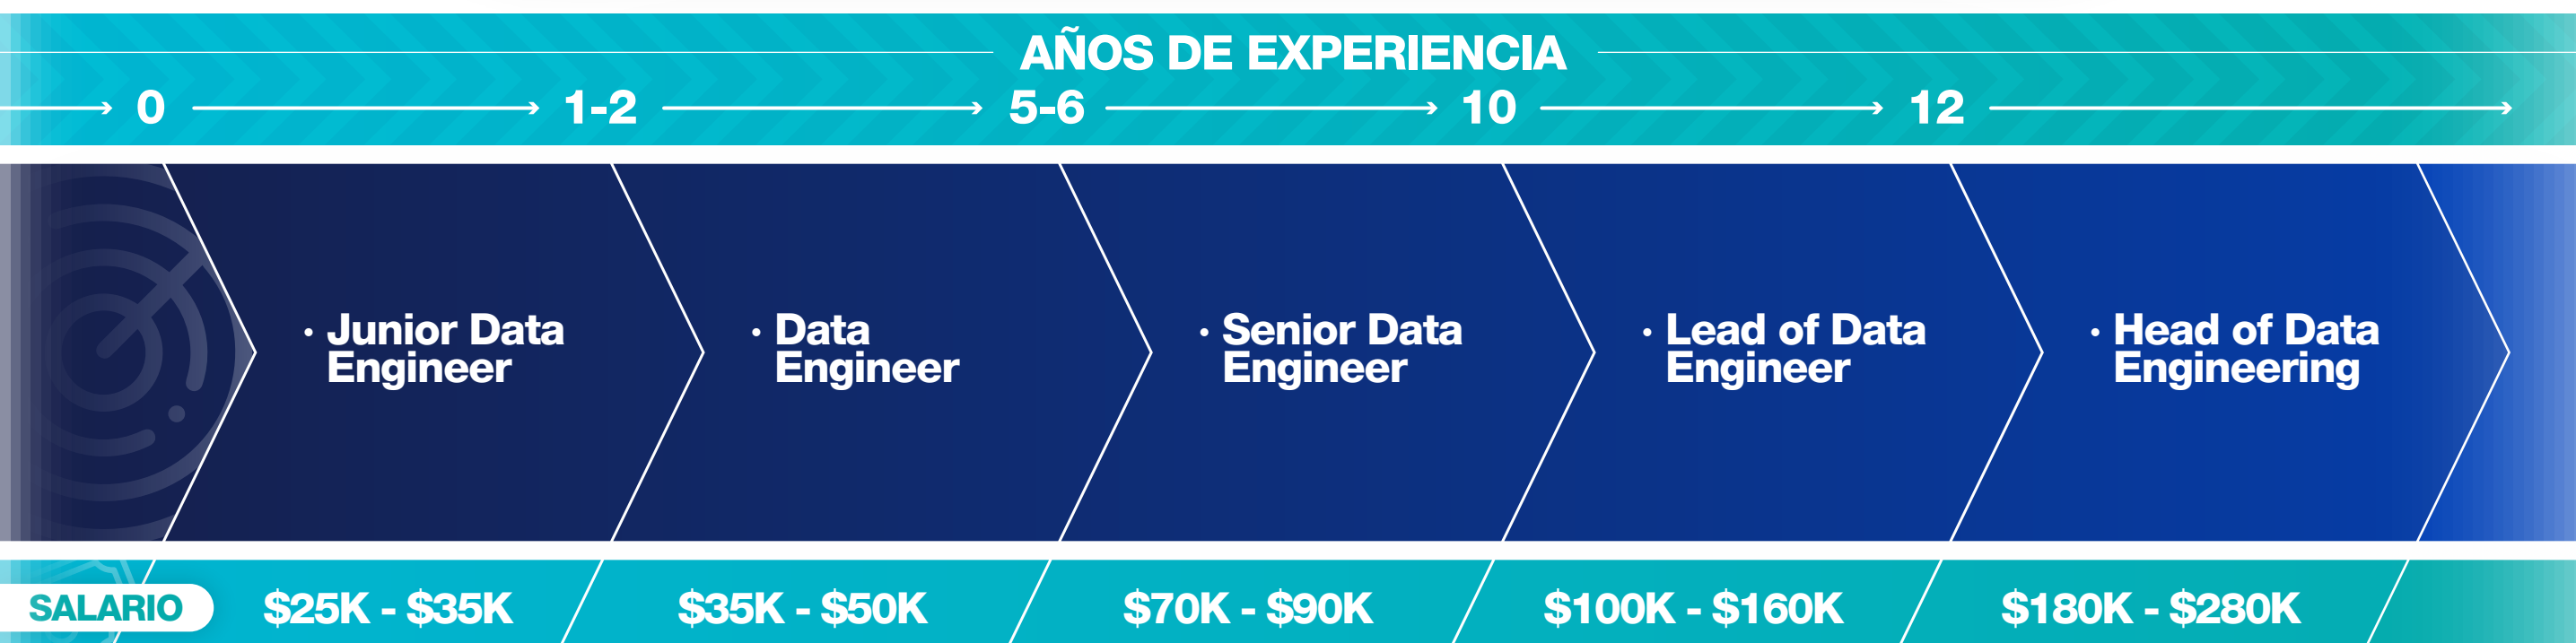 AÑOS DE EXPERIENCIA
0 1-2 5-6 10 12
· Junior Data
Engineer
· Data
Engineer
· Senior Data
Engineer
· Lead of Data
Engineer
· Head of Data
Engineering
SALARIO $25K - $35K $35K - $50K $70K - $90K $100K - $160K $180K - $280K